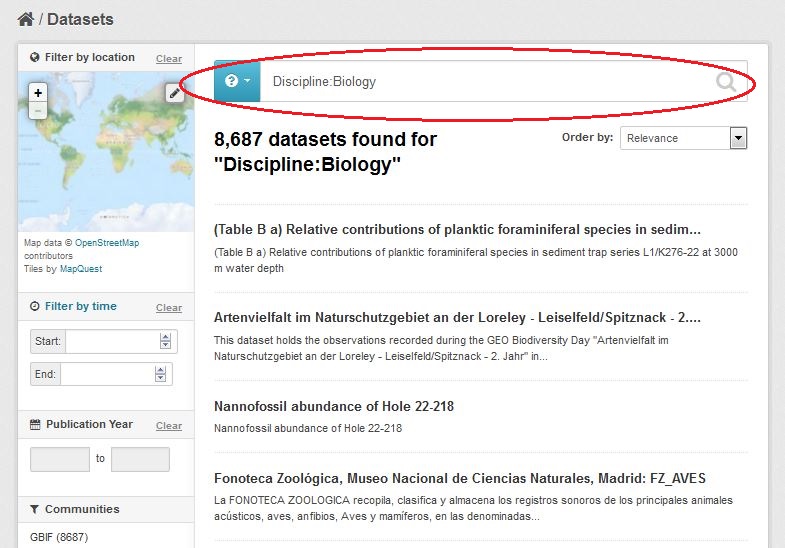 / Datasets
Filter by location Clear
+
−
Map data © OpenStreetMap
contributors
Tiles by MapQuest
Filter by time Clear
Start:
End:
Publication Year Clear
to
Communities
GBIF (8687)
? Discipline:Biology
8,687 datasets found for
"Discipline:Biology"
Order by: Relevance
(Table B a) Relative contributions of planktic foraminiferal species in sedim...
(Table B a) Relative contributions of planktic foraminiferal species in sediment trap series L1/K276-22 at 3000
m water depth
Artenvielfalt im Naturschutzgebiet an der Loreley - Leiselfeld/Spitznack - 2....
This dataset holds the observations recorded during the GEO Biodiversity Day "Artenvielfalt im
Naturschutzgebiet an der Loreley - Leiselfeld/Spitznack - 2. Jahr" in...
Nannofossil abundance of Hole 22-218
Nannofossil abundance of Hole 22-218
Fonoteca Zoológica, Museo Nacional de Ciencias Naturales, Madrid: FZ_AVES
La FONOTECA ZOOLOGICA recopila, clasifica y almacena los registros sonoros de los principales animales
acústicos, aves, anfibios, Aves y mamíferos, en las denominadas...